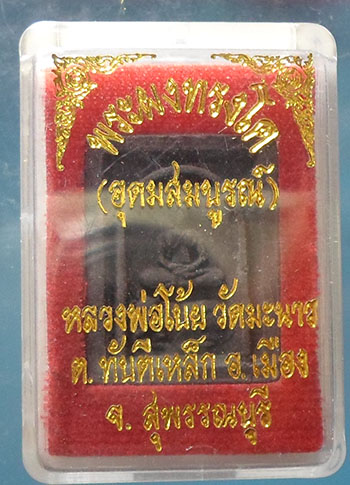 พระผงทรงโค
(อุดมสมบูรณ์)
หลวงพ่อโน้ย วัดมะนาว
ต. ทับตีเหล็ก อ. เมือง
จ. สุพรรณบุรี